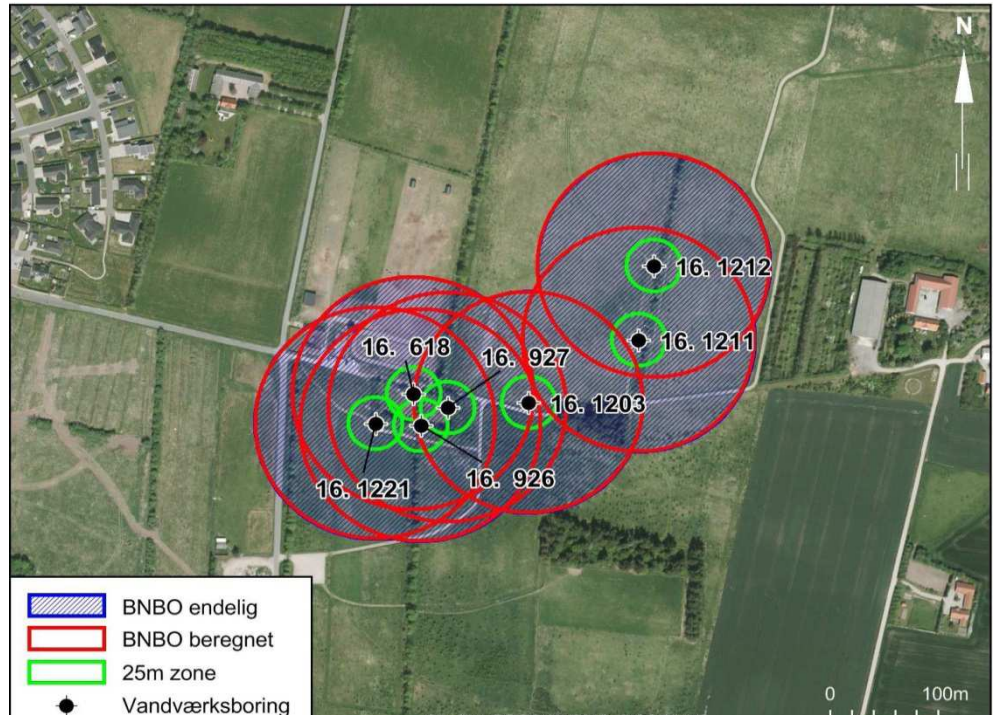 N
16. 1212
16. 1211
16. 618
16. 927
16. 1203
16. 926
16. 1221
BNBO endelig
BNBO beregnet
25m zone
Vandværksboring
0 100m